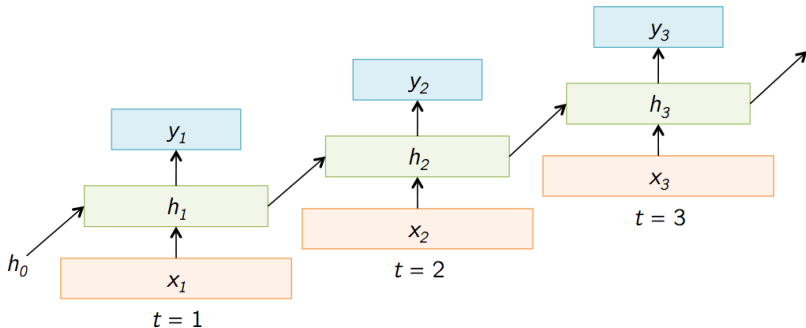 y₃
y₂
h₃
y₁
h₂
x₃
h₁
t = 3
x₂
h₀
x₁
t = 2
t = 1